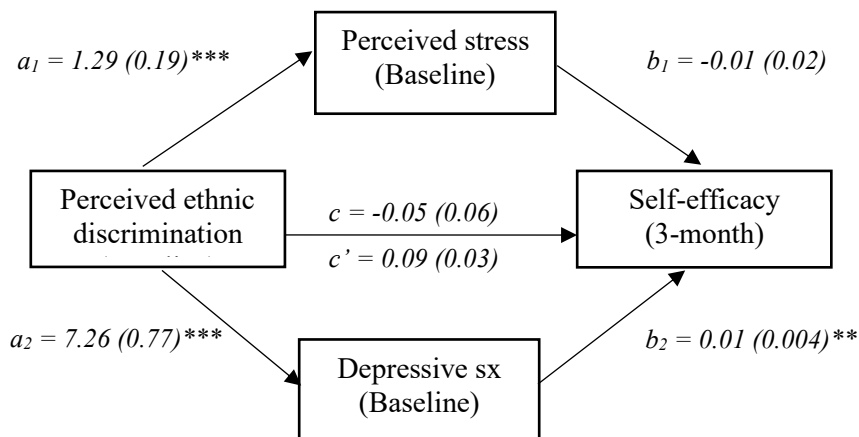 Perceived stress
(Baseline)
a₁ = 1.29 (0.19)***
b₁ = -0.01 (0.02)
Perceived ethnic
discrimination
c = -0.05 (0.06)
c’ = 0.09 (0.03)
Self-efficacy
(3-month)
a₂ = 7.26 (0.77)***
b₂ = 0.01 (0.004)**
Depressive sx
(Baseline)